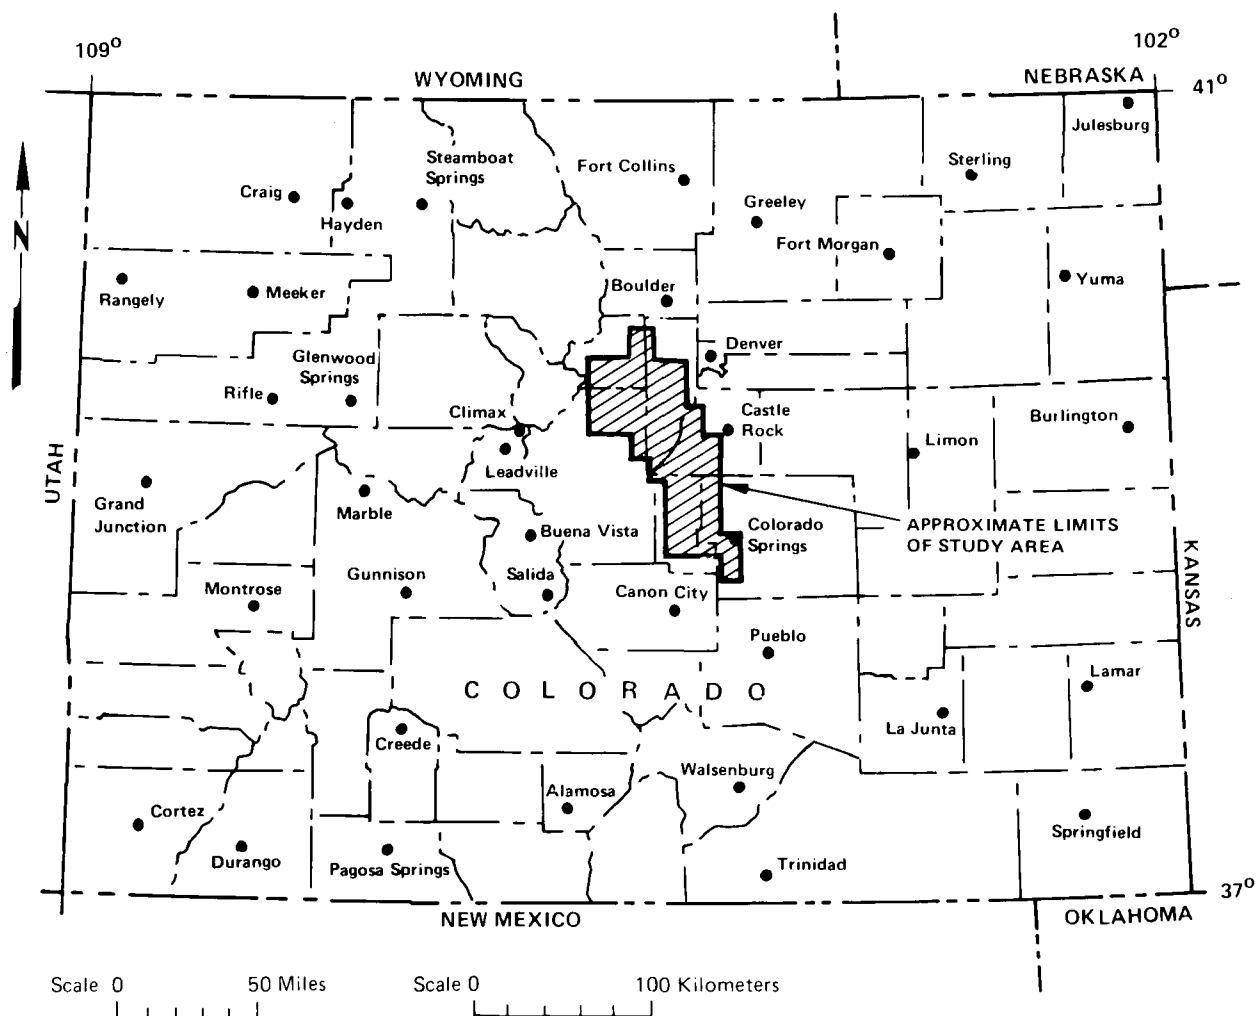 109°
102°
WYOMING
NEBRASKA
41°
Julesburg
Steamboat
Springs
Fort Collins
Sterling
Craig
Hayden
Greeley
Fort Morgan
N
Rangely
Meeker
Boulder
Yuma
Denver
Glenwood
Springs
Rifle
Climax
Castle
Rock
Burlington
Limon
Leadville
UTAH
Grand
Junction
Marble
Buena Vista
Colorado
Springs
APPROXIMATE LIMITS
OF STUDY AREA
KANSAS
Montrose
Gunnison
Salida
Canon City
Pueblo
COLORADO
Lamar
La Junta
Creede
Walsenburg
Alamosa
Cortez
Springfield
Durango
Pagosa Springs
Trinidad
37°
NEW MEXICO
OKLAHOMA
Scale 0 50 Miles
Scale 0 100 Kilometers